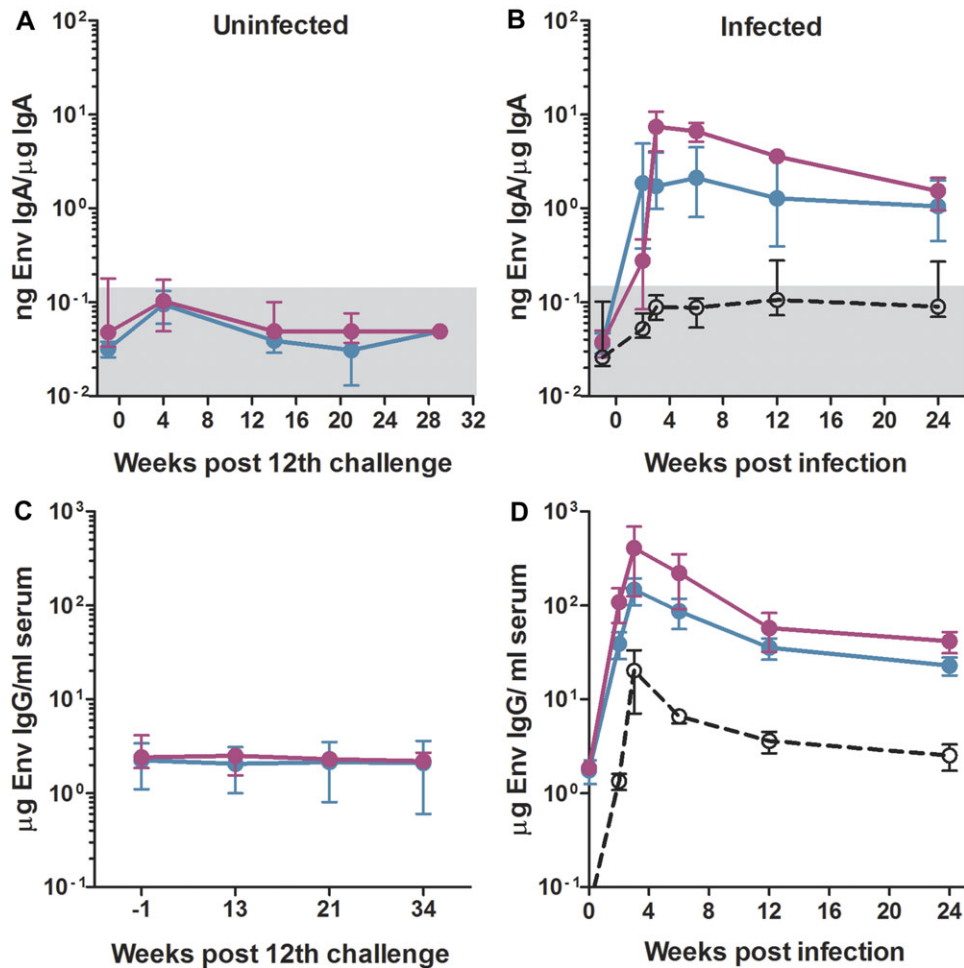 A
Uninfected
ng Env IgA/μg IgA
10¹
10⁰
10⁻¹
10⁻²
10²
0 4 8 12 16 20 24 28 32
Weeks post 12th challenge
B
Infected
ng Env IgA/μg IgA
10²
10¹
10⁰
10⁻¹
10⁻²
0 4 8 12 16 20 24
Weeks post infection
C
μg Env IgG/ml serum
10³
10²
10¹
10⁰
10⁻¹
-1 13 21 34
Weeks post 12th challenge
D
μg Env IgG/ ml serum
10³
10²
10¹
10⁰
10⁻¹
0 4 8 12 16 20 24
Weeks post infection